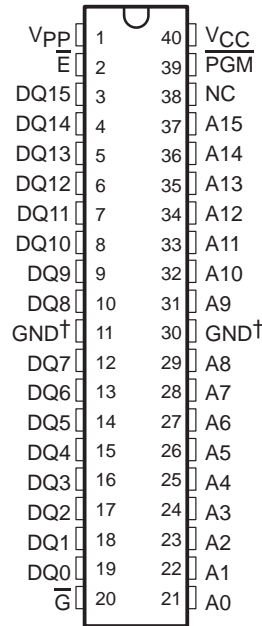 VPP 1 40 VCC
E 2 39 PGM
DQ15 3 38 NC
DQ14 4 37 A15
DQ13 5 36 A14
DQ12 6 35 A13
DQ11 7 34 A12
DQ10 8 33 A11
DQ9 9 32 A10
DQ8 10 31 A9
GND† 11 30 GND†
DQ7 12 29 A8
DQ6 13 28 A7
DQ5 14 27 A6
DQ4 15 26 A5
DQ3 16 25 A4
DQ2 17 24 A3
DQ1 18 23 A2
DQ0 19 22 A1
G 20 21 A0